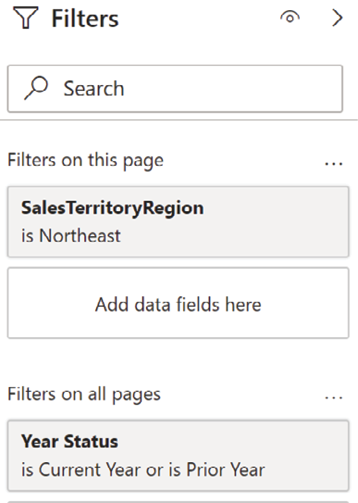 Filters
Search
Filters on this page
...
SalesTerritoryRegion
is Northeast
Add data fields here
Filters on all pages
...
Year Status
is Current Year or is Prior Year